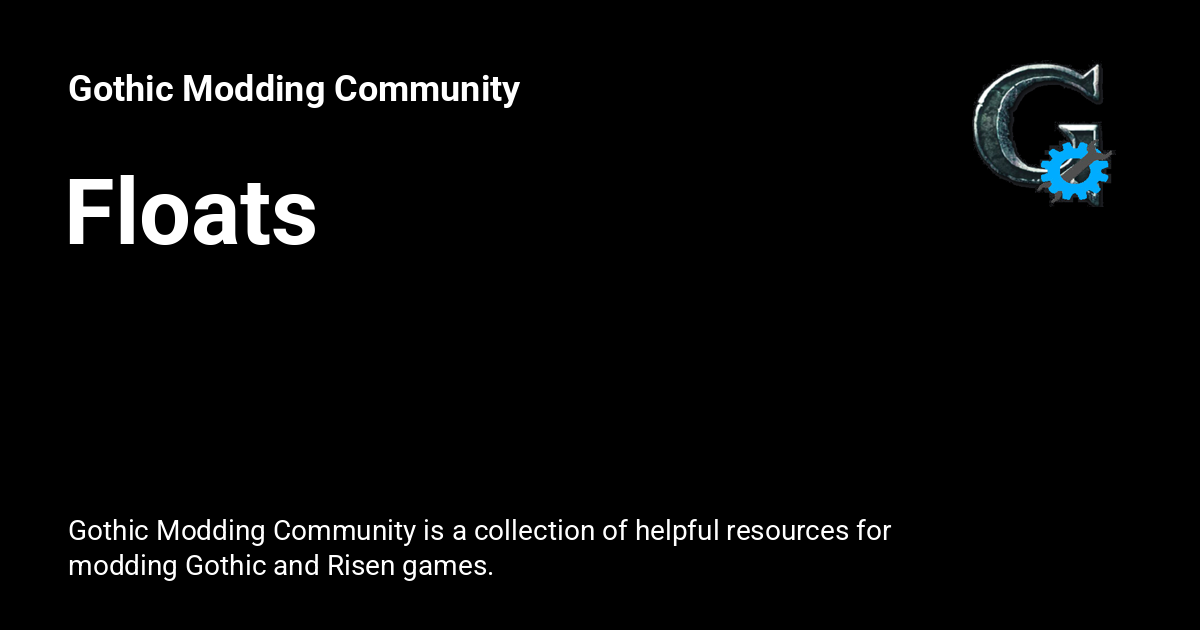 Gothic Modding Community
Floats
Gothic Modding Community is a collection of helpful resources for
modding Gothic and Risen games.